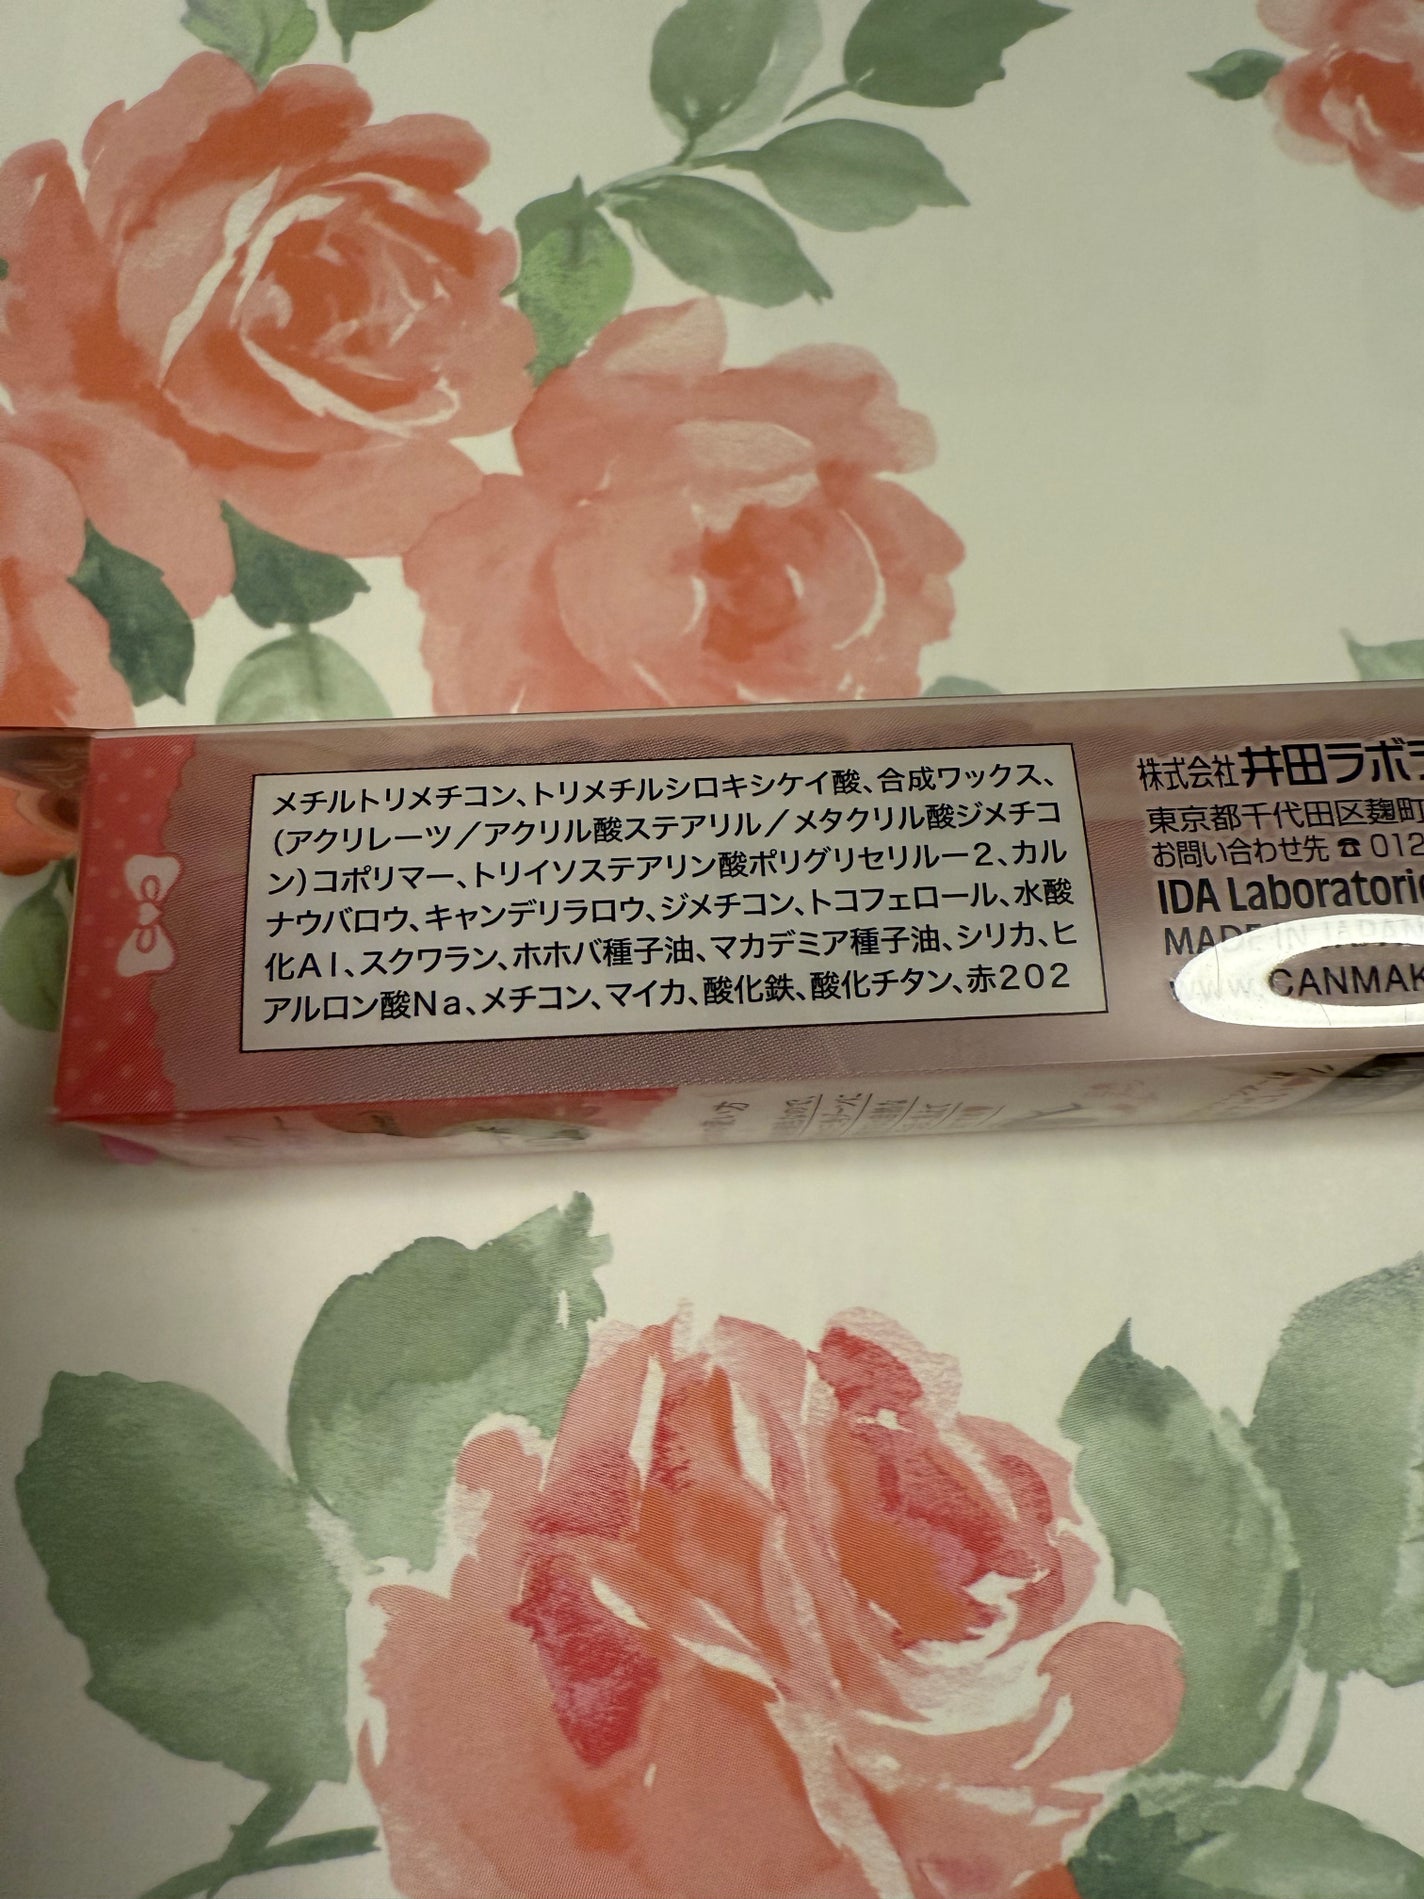 メチルトリメチコン、トリメチルシロキシケイ酸、合成ワックス、
(アクリレーツ／アクリル酸ステアリル／メタクリル酸ジメチコ
ン)コポリマー、トリイソステアリン酸ポリグリセリル－2、カル
ナウバロウ、キャンデリラロウ、ジメチコン、トコフェロール、水酸
化Al、スクワラン、ホホバ種子油、マカデミア種子油、シリカ、ヒ
アルロン酸Na、メチコン、マイカ、酸化鉄、酸化チタン、赤202
株式会社 井田ラボラ
東京都千代田区麹町
お問い合わせ先 ☎ 012
IDA Laboratorie
MADE IN JAPAN
www.CANMAK